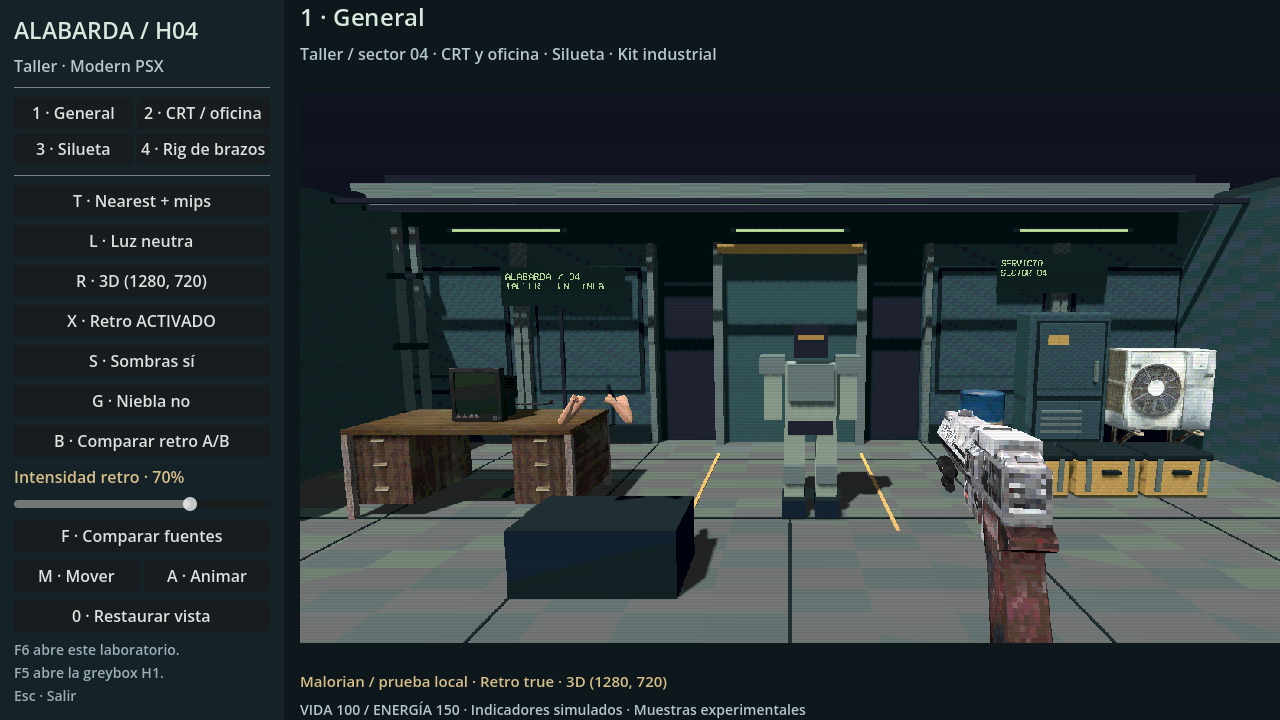 ALABARDA / H04
Taller · Modern PSX
1 · General
2 · CRT / oficina
3 · Silueta
4 · Rig de brazos
T · Nearest + mips
L · Luz neutra
R · 3D (1280, 720)
X · Retro ACTIVADO
S · Sombras sí
G · Niebla no
B · Comparar retro A/B
Intensidad retro · 70%
F · Comparar fuentes
M · Mover
A · Animar
0 · Restaurar vista
F6 abre este laboratorio.
F5 abre la greybox H1.
Esc · Salir
1 · General
Taller / sector 04 · CRT y oficina · Silueta · Kit industrial
ALABARDA / 04
SERVICIO
SECTOR 04
Malorian / prueba local · Retro true · 3D (1280, 720)
VIDA 100 / ENERGÍA 150 · Indicadores simulados · Muestras experimentales